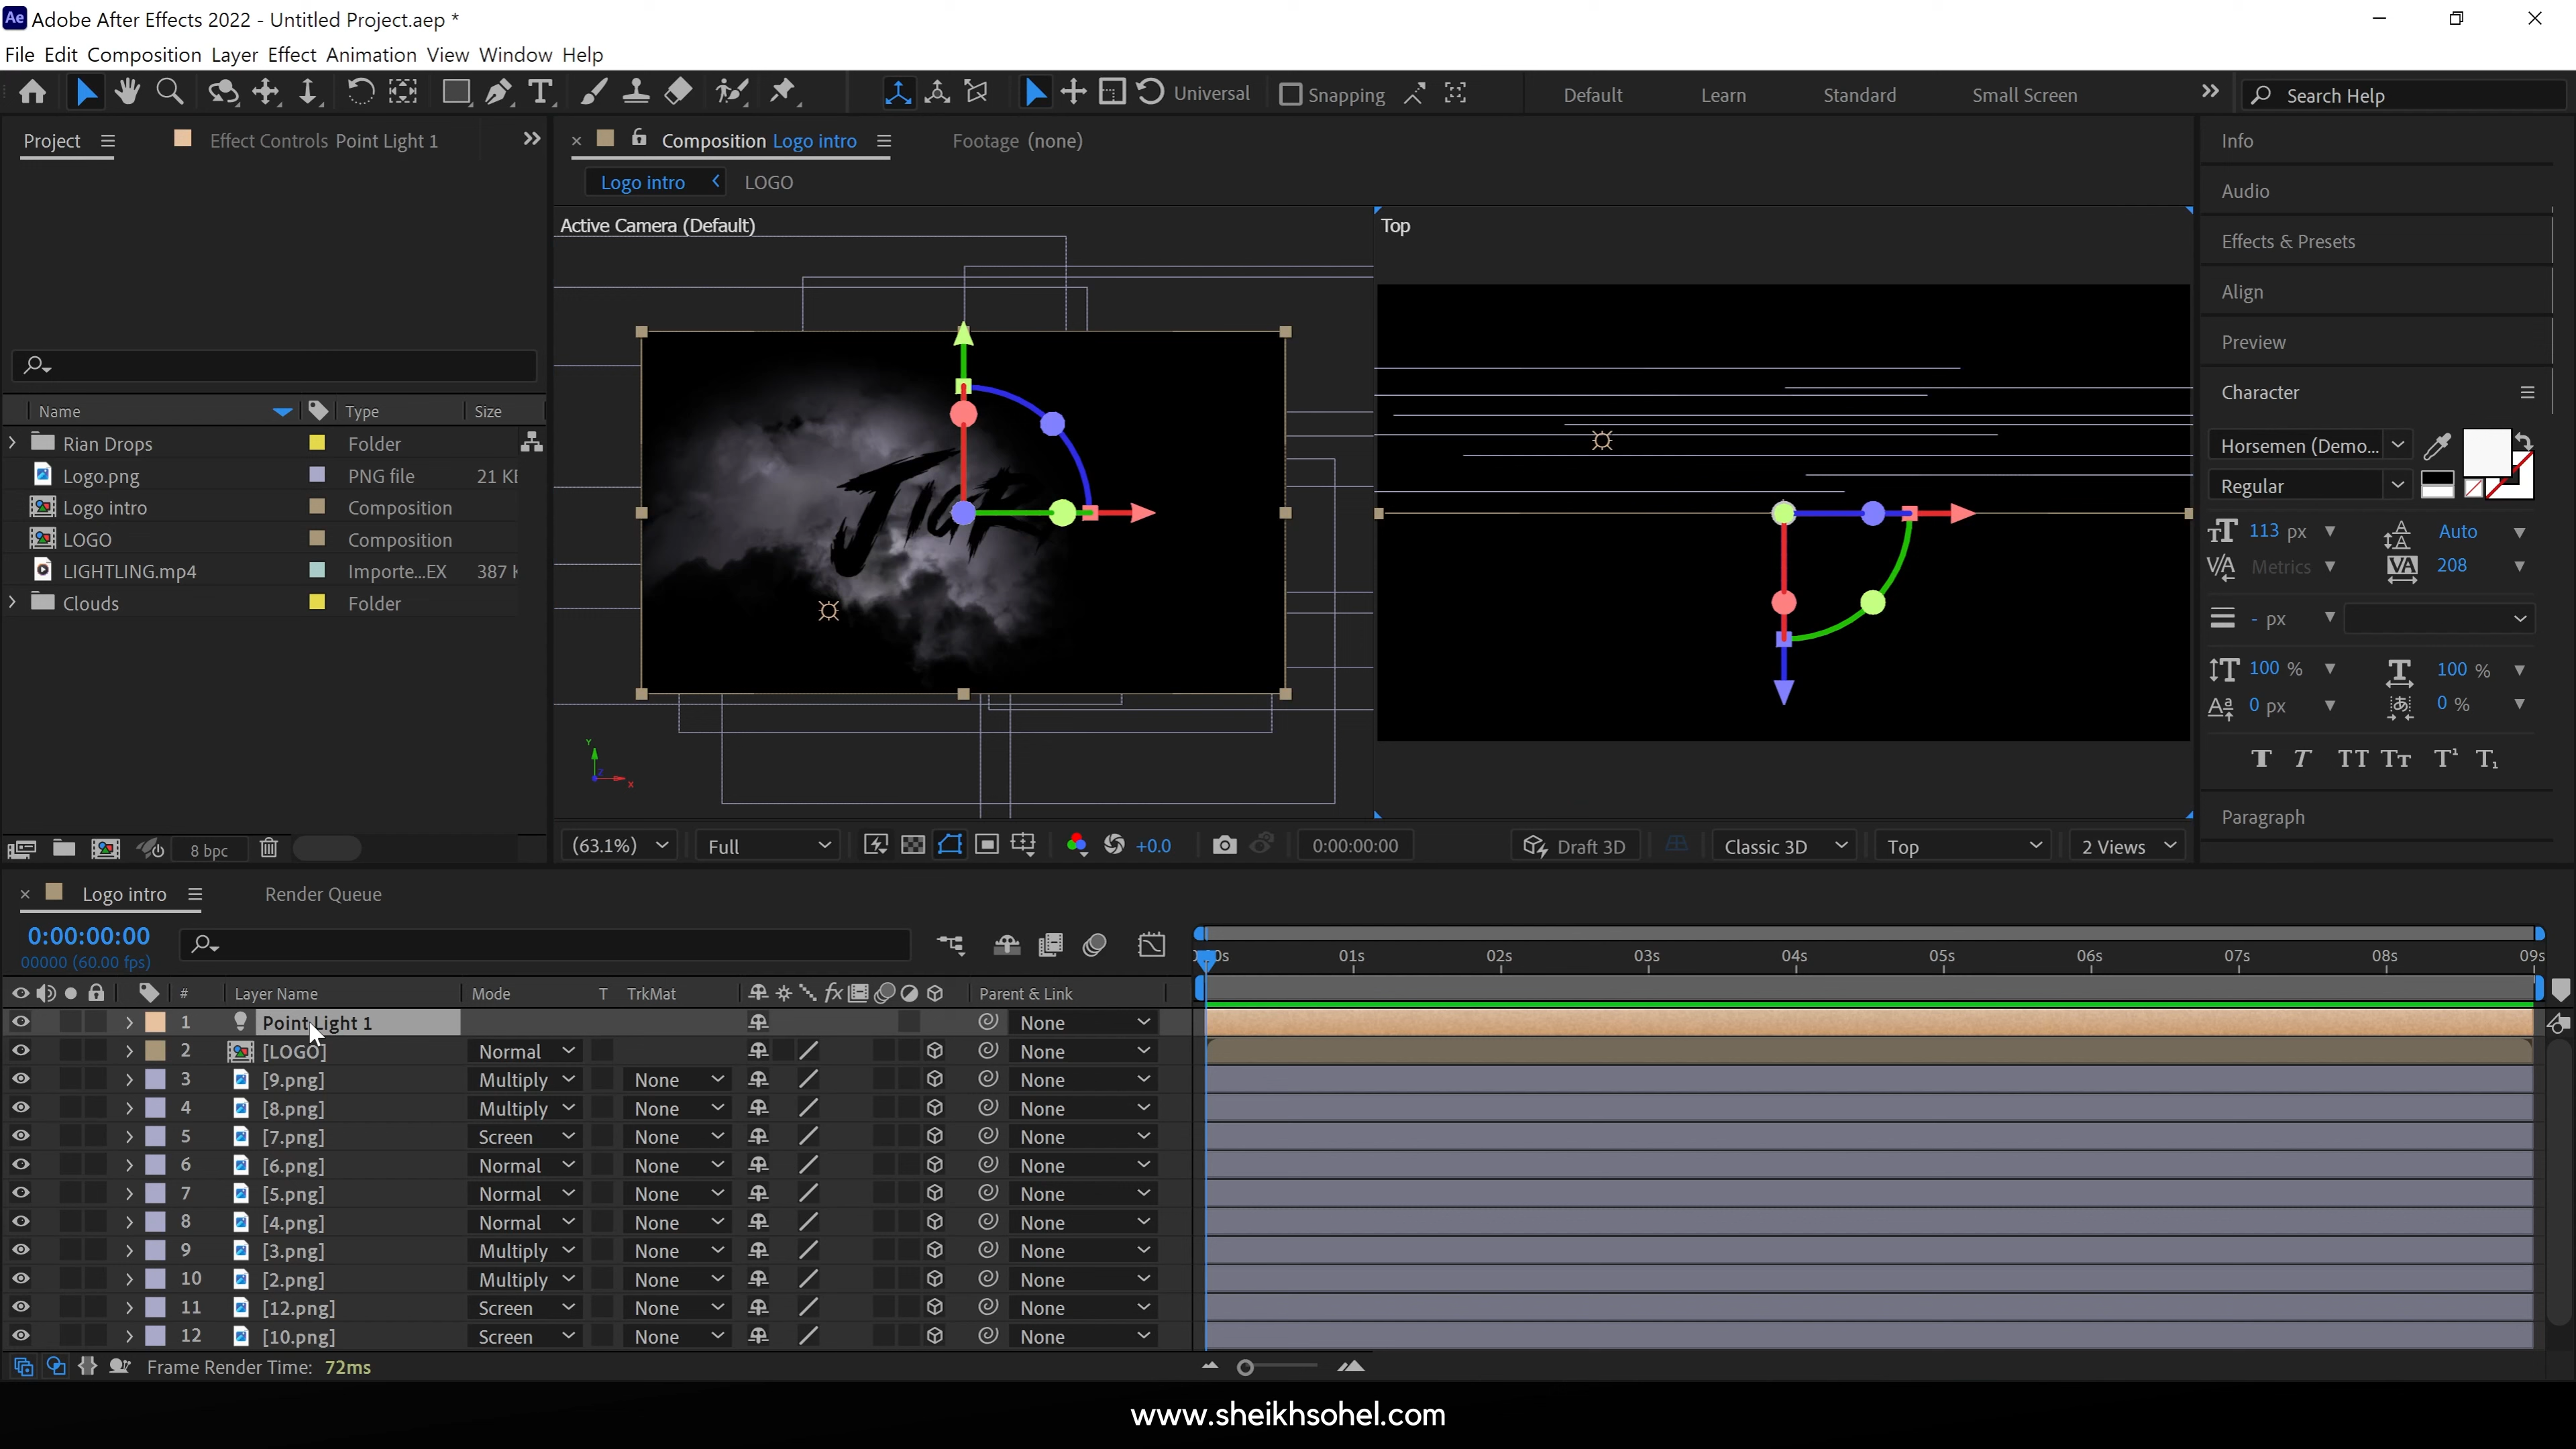 Ae Adobe After Effects 2022 - Untitled Project.aep *
File Edit Composition Layer Effect Animation View Window Help
Universal Snapping Default Learn Standard Small Screen Search Help
Project Effect Controls Point Light 1
Composition Logo intro Footage (none)
Logo intro LOGO
Active Camera (Default)
Top
Name Type Size
Rian Drops Folder
Logo.png PNG file 21 KE
Logo intro Composition
LOGO Composition
LIGHTLING.mp4 Importe...EX 387 K
Clouds Folder
8 bpc
Y
Z
X
(63.1%) Full +0.0 0:00:00:00 Draft 3D Classic 3D Top 2 Views
Info
Audio
Effects & Presets
Align
Preview
Character
Horsemen (Demo...
Regular
113 px Auto
Metrics 208
- px
100 % 100 %
0 px 0 %
Paragraph
Logo intro Render Queue
0:00:00:00
00000 (60.00 fps)
0s 01s 02s 03s 04s 05s 06s 07s 08s 09s
# Layer Name Mode T TrkMat fx Parent & Link
1 Point Light 1 None
2 [LOGO] Normal None
3 [9.png] Multiply None None
4 [8.png] Multiply None None
5 [7.png] Screen None None
6 [6.png] Normal None None
7 [5.png] Normal None None
8 [4.png] Normal None None
9 [3.png] Multiply None None
10 [2.png] Multiply None None
11 [12.png] Screen None None
12 [10.png] Screen None None
Frame Render Time: 72ms
www.sheikhsohel.com